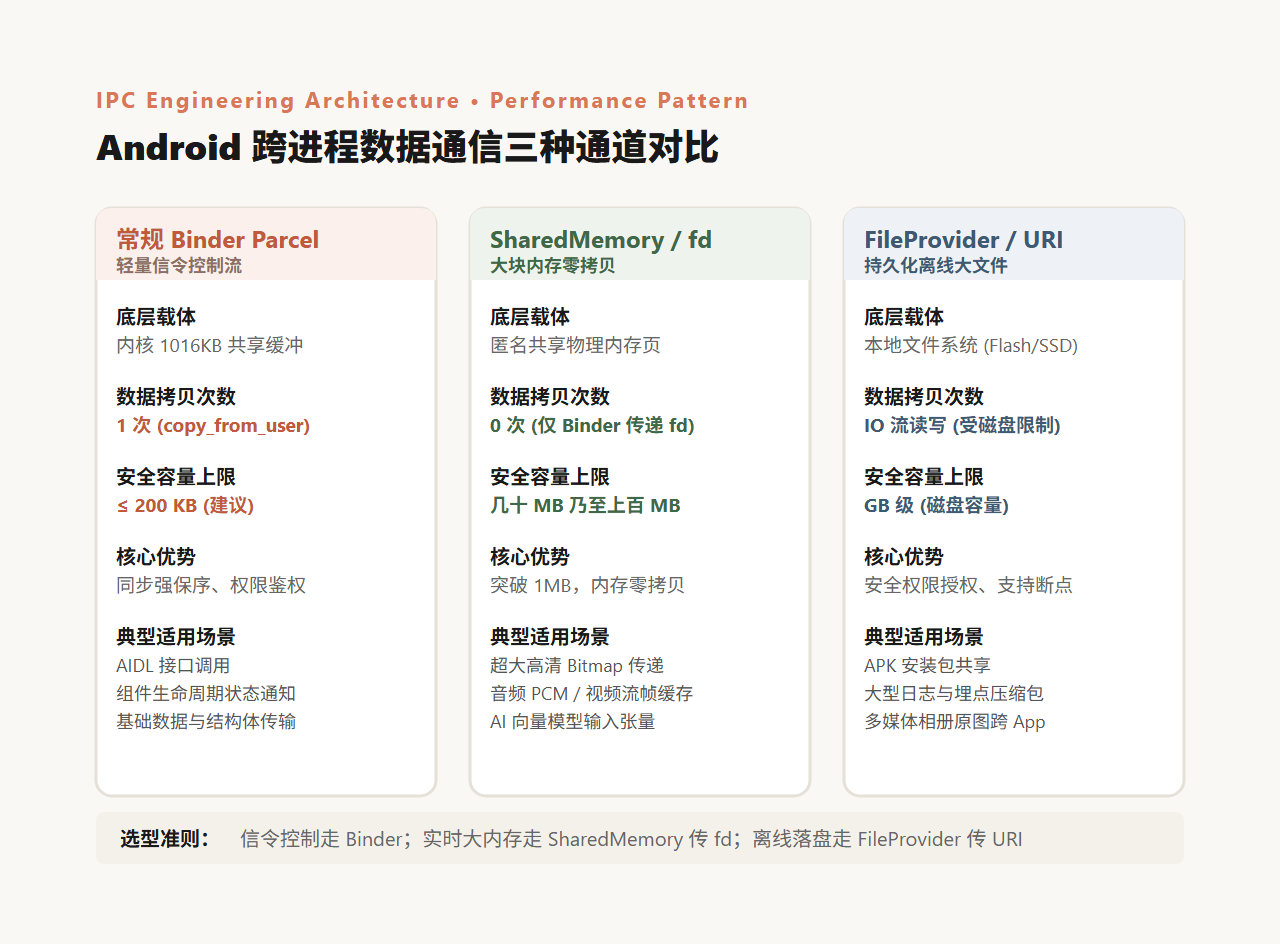 IPC Engineering Architecture • Performance Pattern
Android 跨进程数据通信三种通道对比
常规 Binder Parcel
轻量信令控制流
底层载体
内核 1016KB 共享缓冲
数据拷贝次数
1 次 (copy_from_user)
安全容量上限
≤ 200 KB (建议)
核心优势
同步强保序、权限鉴权
典型适用场景
AIDL 接口调用
组件生命周期状态通知
基础数据与结构体传输
SharedMemory / fd
大块内存零拷贝
底层载体
匿名共享物理内存页
数据拷贝次数
0 次 (仅 Binder 传递 fd)
安全容量上限
几十 MB 乃至上百 MB
核心优势
突破 1MB，内存零拷贝
典型适用场景
超大高清 Bitmap 传递
音频 PCM / 视频流帧缓存
AI 向量模型输入张量
FileProvider / URI
持久化离线大文件
底层载体
本地文件系统 (Flash/SSD)
数据拷贝次数
IO 流读写 (受磁盘限制)
安全容量上限
GB 级 (磁盘容量)
核心优势
安全权限授权、支持断点
典型适用场景
APK 安装包共享
大型日志与埋点压缩包
多媒体相册原图跨 App
选型准则： 信令控制走 Binder；实时大内存走 SharedMemory 传 fd；离线落盘走 FileProvider 传 URI